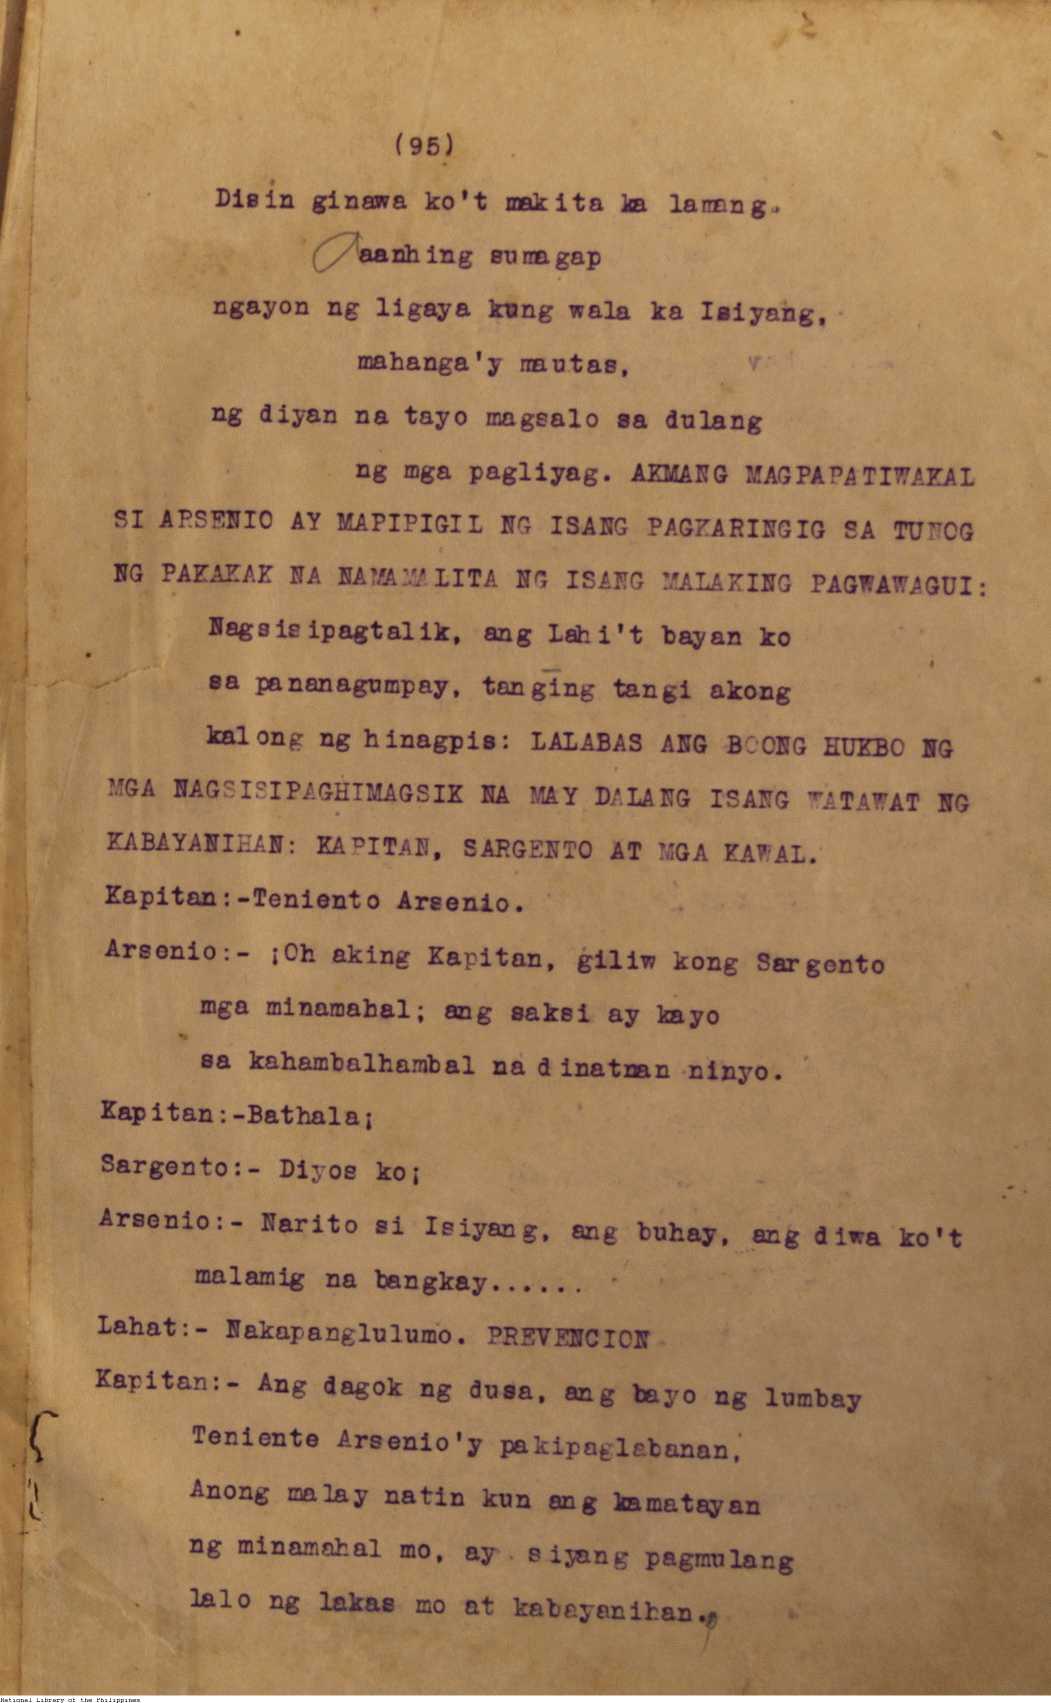 (95)
Disin ginawa ko't makita ka lamang.
aanhing sumagap
ngayon ng ligaya kung wala ka Isiyang,
mahanga'y mautas,
ng diyan na tayo magsalo sa dulang
ng mga pagliyag. AKMANG MAGPAPATIWAKAL
SI ARSENIO AY MAPIPIGIL NG ISANG PAGKARINGIG SA TUNOG
NG PAKAKAK NA NAMAMALITA NG ISANG MALAKING PAGWAWAGUI:
Nagsisipagtalik, ang Lahi't bayan ko
sa pananagumpay, tanging tangi akong
kalong ng hinagpis: LALABAS ANG BOONG HUKBO NG
MGA NAGSISIPAGHIMAGSIK NA MAY DALANG ISANG WATAWAT NG
KABAYANIHAN: KAPITAN, SARGENTO AT MGA KAWAL.
Kapitan:-Teniento Arsenio.
Arsenio:- ¡Oh aking Kapitan, giliw kong Sargento
mga minamahal; ang saksi ay kayo
sa kahambalhambal na dinatnan ninyo.
Kapitan:-Bathala¡
Sargento:- Diyos ko¡
Arsenio:- Narito si Isiyang, ang buhay, ang diwa ko't
malamig na bangkay......
Lahat:- Nakapanglulumo. PREVENCION
Kapitan:- Ang dagok ng dusa, ang bayo ng lumbay
Teniente Arsenio'y pakipaglabanan,
Anong malay natin kun ang kamatayan
ng minamahal mo, ay siyang pagmulang
lalo ng lakas mo at kabayanihan.
National Library of the Philippines